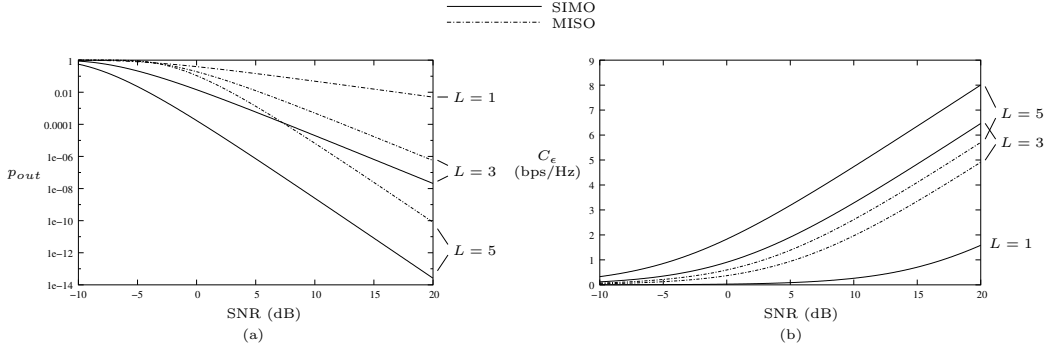 SIMO
MISO
1
0.01
0.0001
1e−06
1e−08
1e−10
1e−12
1e−14
p_out
−10
−5
0
5
10
15
20
SNR (dB)
(a)
L = 1
L = 3
L = 5
9
8
7
6
5
4
3
2
1
0
C_ϵ
(bps/Hz)
−10
−5
0
5
10
15
20
SNR (dB)
(b)
L = 5
L = 3
L = 1